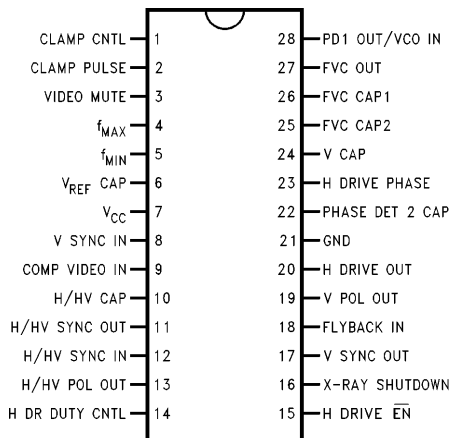 CLAMP CNTL 1
CLAMP PULSE 2
VIDEO MUTE 3
fMAX 4
fMIN 5
VREF CAP 6
VCC 7
V SYNC IN 8
COMP VIDEO IN 9
H/HV CAP 10
H/HV SYNC OUT 11
H/HV SYNC IN 12
H/HV POL OUT 13
H DR DUTY CNTL 14
28 PD1 OUT/VCO IN
27 FVC OUT
26 FVC CAP1
25 FVC CAP2
24 V CAP
23 H DRIVE PHASE
22 PHASE DET 2 CAP
21 GND
20 H DRIVE OUT
19 V POL OUT
18 FLYBACK IN
17 V SYNC OUT
16 X-RAY SHUTDOWN
15 H DRIVE E̅N̅